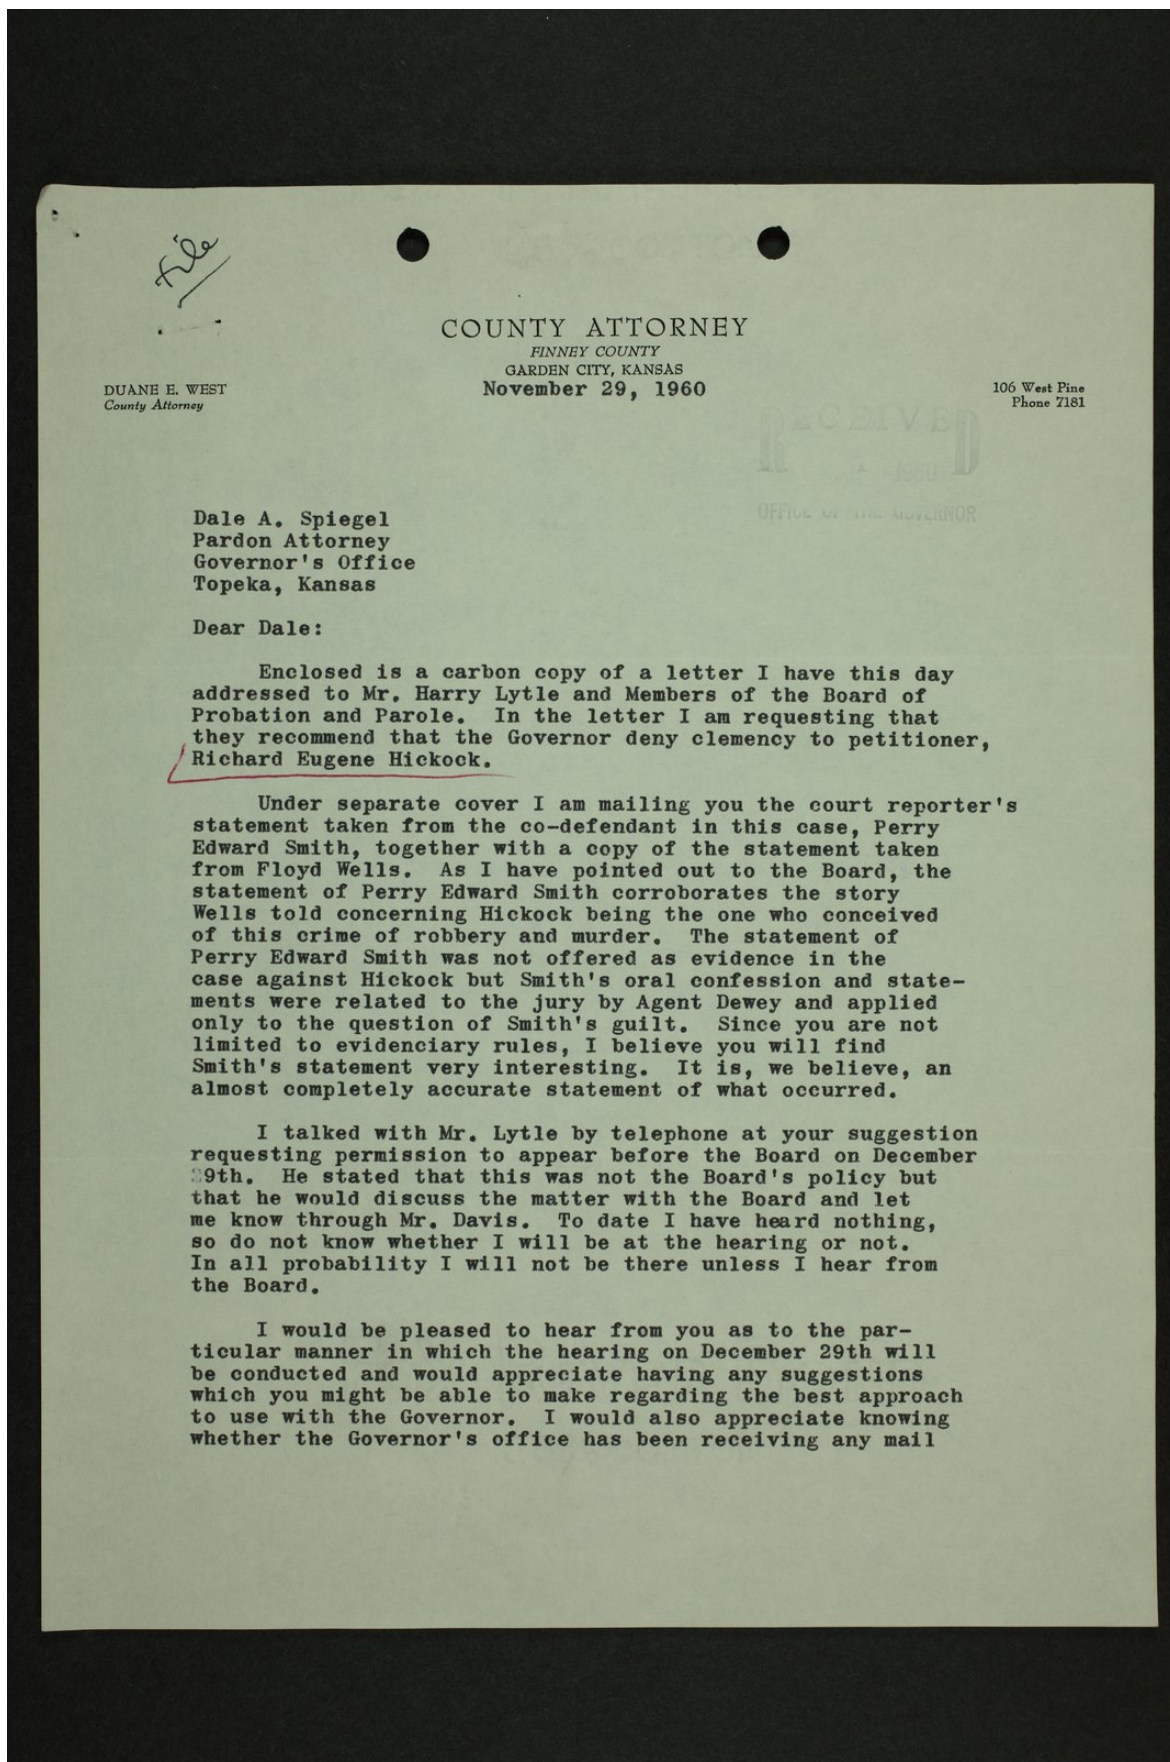 File
COUNTY ATTORNEY
FINNEY COUNTY
GARDEN CITY, KANSAS
DUANE E. WEST
County Attorney
November 29, 1960
106 West Pine
Phone 7181
OFFICE OF THE GOVERNOR
Dale A. Spiegel
Pardon Attorney
Governor's Office
Topeka, Kansas
Dear Dale:
Enclosed is a carbon copy of a letter I have this day
addressed to Mr. Harry Lytle and Members of the Board of
Probation and Parole. In the letter I am requesting that
they recommend that the Governor deny clemency to petitioner,
Richard Eugene Hickock.
Under separate cover I am mailing you the court reporter's
statement taken from the co-defendant in this case, Perry
Edward Smith, together with a copy of the statement taken
from Floyd Wells. As I have pointed out to the Board, the
statement of Perry Edward Smith corroborates the story
Wells told concerning Hickock being the one who conceived
of this crime of robbery and murder. The statement of
Perry Edward Smith was not offered as evidence in the
case against Hickock but Smith's oral confession and state-
ments were related to the jury by Agent Dewey and applied
only to the question of Smith's guilt. Since you are not
limited to evidenciary rules, I believe you will find
Smith's statement very interesting. It is, we believe, an
almost completely accurate statement of what occurred.
I talked with Mr. Lytle by telephone at your suggestion
requesting permission to appear before the Board on December
29th. He stated that this was not the Board's policy but
that he would discuss the matter with the Board and let
me know through Mr. Davis. To date I have heard nothing,
so do not know whether I will be at the hearing or not.
In all probability I will not be there unless I hear from
the Board.
I would be pleased to hear from you as to the par-
ticular manner in which the hearing on December 29th will
be conducted and would appreciate having any suggestions
which you might be able to make regarding the best approach
to use with the Governor. I would also appreciate knowing
whether the Governor's office has been receiving any mail